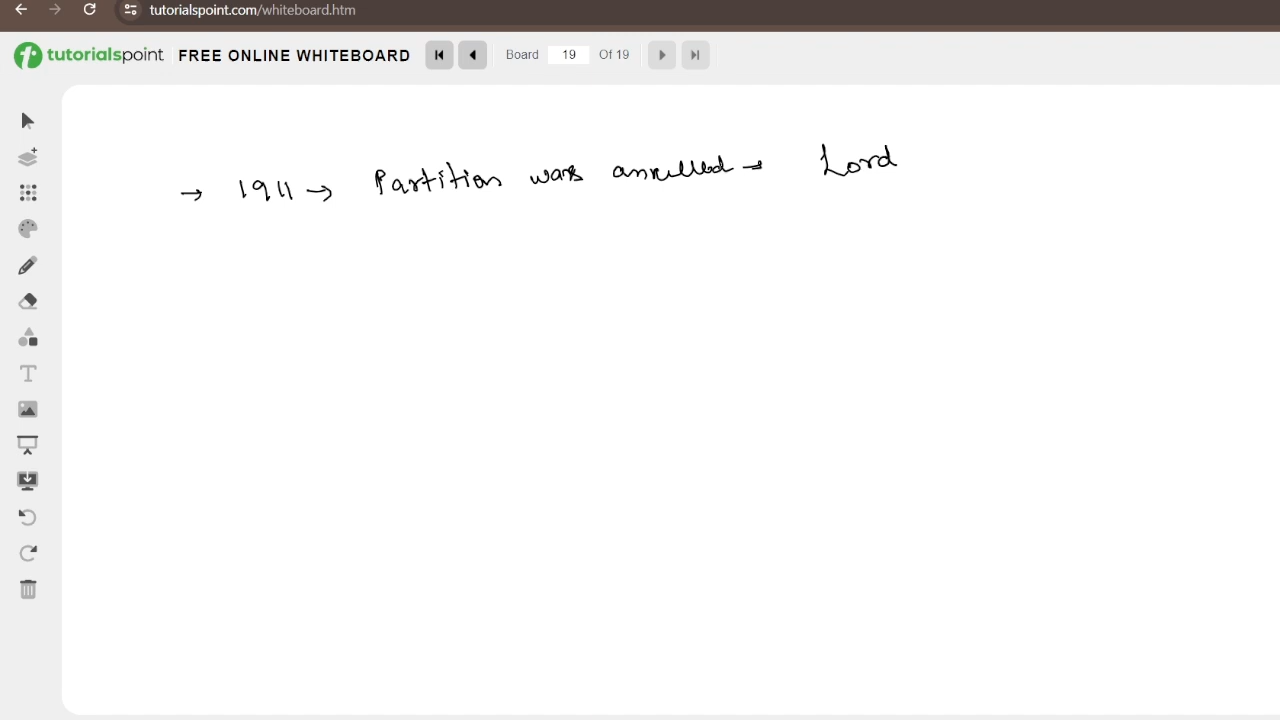 tutorialspoint.com/whiteboard.htm
tutorialspoint FREE ONLINE WHITEBOARD Board 19 Of 19
→ 1911 → Partition was annulled → Lord